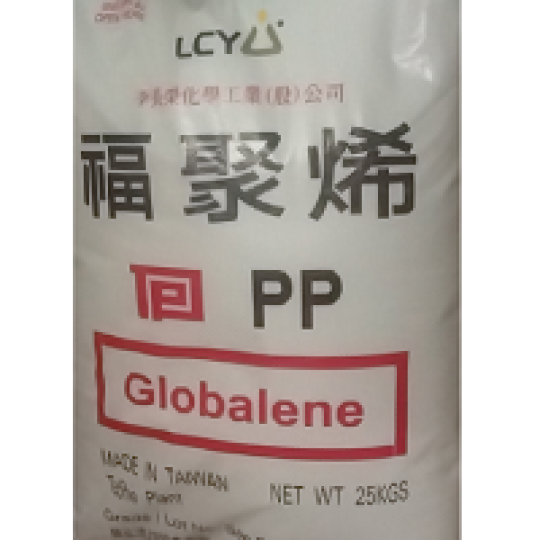 LCY
李長榮化學工業(股)公司
福聚烯
PP
Globalene
MADE IN TAIWAN
Plant
NET WT 25KGS